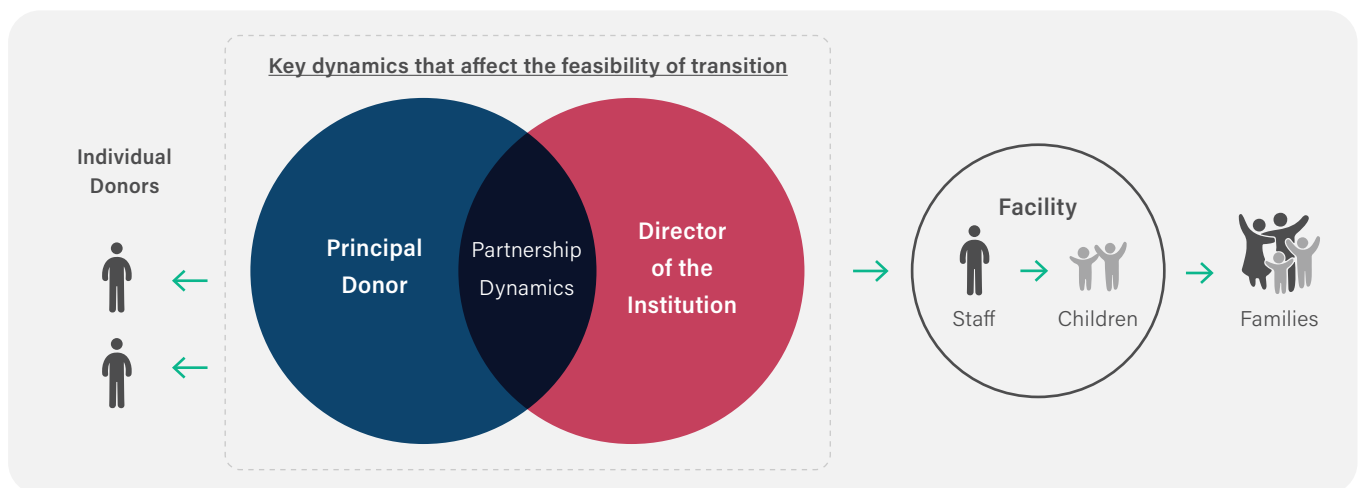 Key dynamics that affect the feasibility of transition
Individual
Donors
Principal
Donor
Partnership
Dynamics
Director
of the
Institution
Facility
Staff
Children
Families